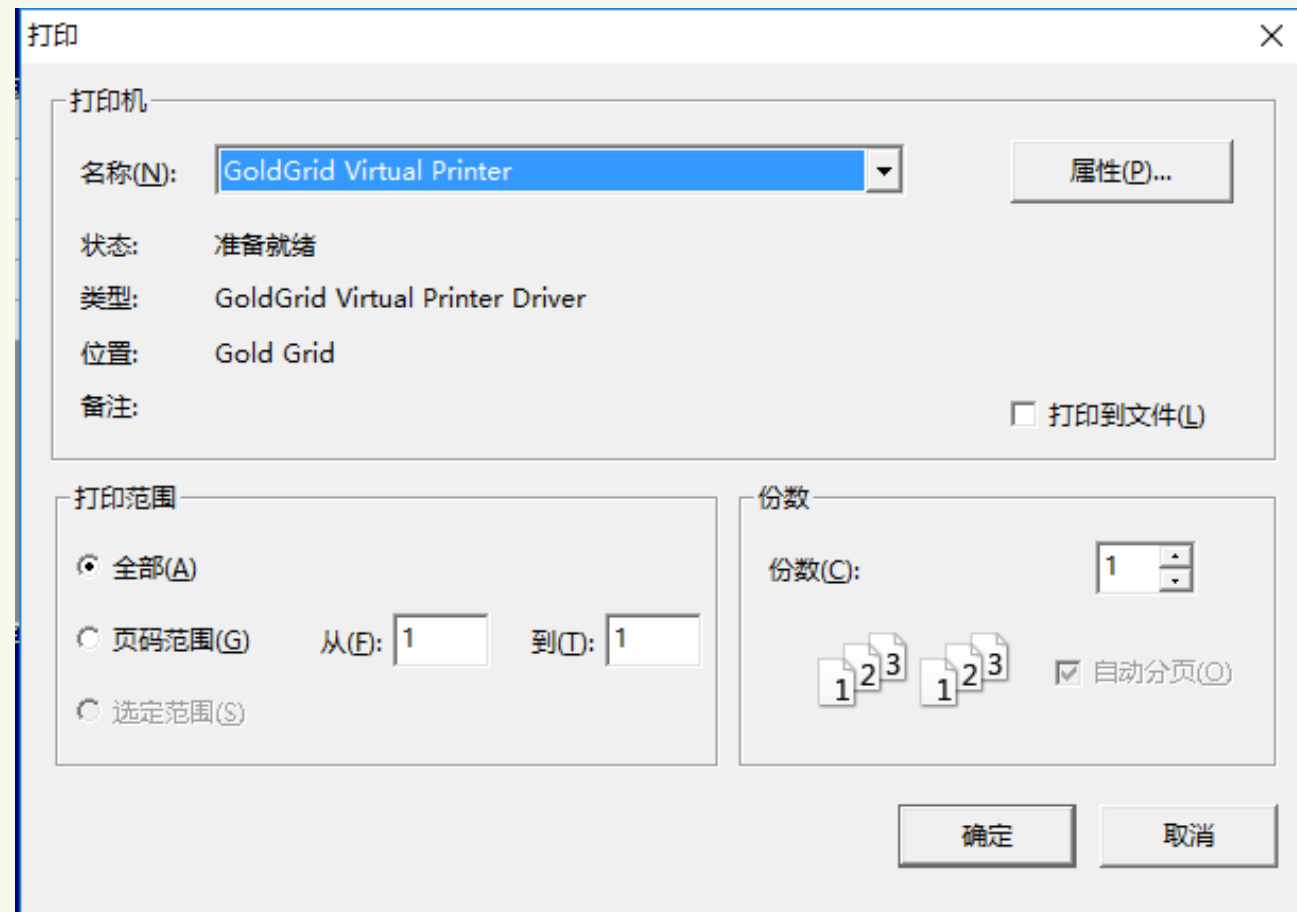 打印
打印机
名称(N): GoldGrid Virtual Printer 属性(P)...
状态: 准备就绪
类型: GoldGrid Virtual Printer Driver
位置: Gold Grid
备注:
打印到文件(L)
打印范围
全部(A)
页码范围(G) 从(F): 1 到(T): 1
选定范围(S)
份数
份数(C): 1
1 2 3 1 2 3 自动分页(O)
确定 取消